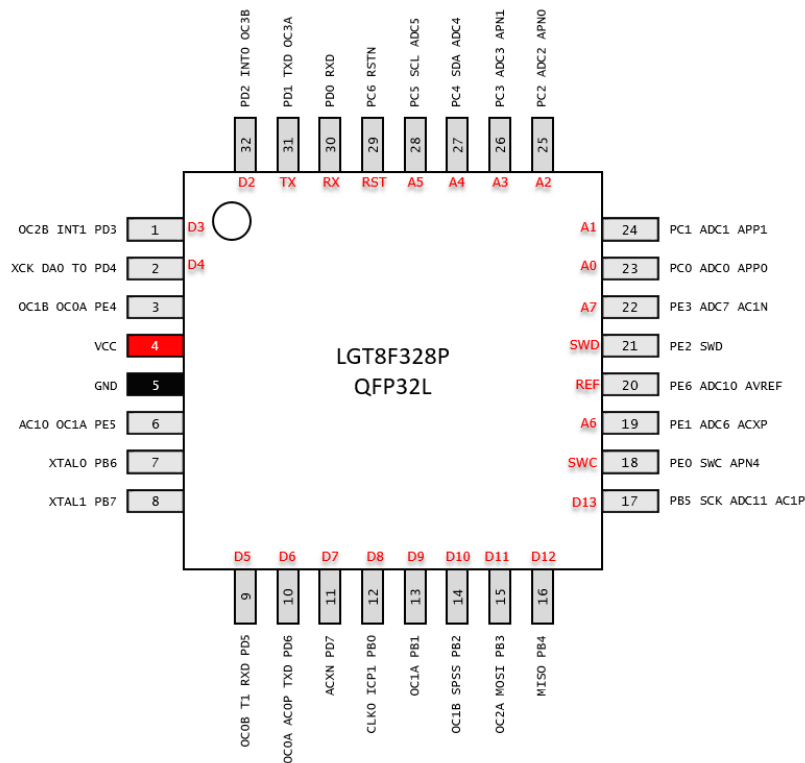 PD2 INT0 OC3B
PD1 TXD OC3A
PD0 RXD
PC6 RSTN
PC5 SCL ADC5
PC4 SDA ADC4
PC3 ADC3 APN1
PC2 ADC2 APN0
32 31 30 29 28 27 26 25
D2 TX RX RST A5 A4 A3 A2
OC2B INT1 PD3 1 D3 A1 24 PC1 ADC1 APP1
XCK DA0 T0 PD4 2 D4 A0 23 PC0 ADC0 APP0
OC1B OC0A PE4 3 A7 22 PE3 ADC7 AC1N
VCC 4 SWD 21 PE2 SWD
LGT8F328P
GND 5 REF 20 PE6 ADC10 AVREF
QFP32L
AC10 OC1A PE5 6 A6 19 PE1 ADC6 ACXP
XTAL0 PB6 7 SWC 18 PE0 SWC APN4
XTAL1 PB7 8 D13 17 PB5 SCK ADC11 AC1P
D5 D6 D7 D8 D9 D10 D11 D12
9 10 11 12 13 14 15 16
OC0B T1 RXD PD5
OC0A AC0P TXD PD6
ACXN PD7
CLKO ICP1 PB0
OC1A PB1
OC1B SPSS PB2
OC2A MOSI PB3
MISO PB4